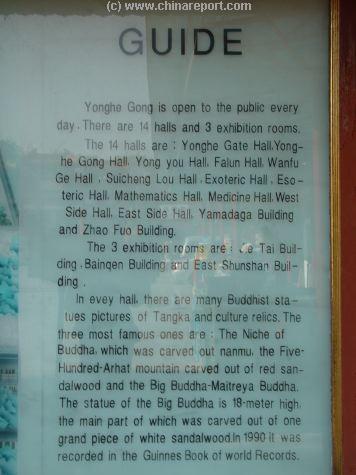 (c) www.chinareport.com
GUIDE
Yonghe Gong is open to the public every
day. There are 14 halls and 3 exhibition rooms.
The 14 halls are : Yonghe Gate Hall, Yong-
he Gong Hall, Yong you Hall, Falun Hall, Wanfu
Ge Hall , Suicheng Lou Hall, Exoteric Hall , Eso-
teric Hall, Mathematics Hall, Medicine Hall, West
Side Hall, East Side Hall, Yamadaga Building
and Zhao Fuo Building.
The 3 exhibition rooms are : Jie Tai Buil-
ding , Bainqen Building and East Shunshan Buil-
ding .
In evey hall, there are many Buddhist sta-
tues pictures of Tangka and culture relics. The
three most famous ones are : The Niche of
Buddha, which was carved out nanmu, the Five-
Hundred-Arhat mountain carved out of red san-
dalwood and the Big Buddha-Maitreya Buddha.
The statue of the Big Buddha is 18-meter high,
the main part of which was carved out of one
grand piece of white sandalwood. In 1990 it was
recorded in the Guinnes Book of world Records.